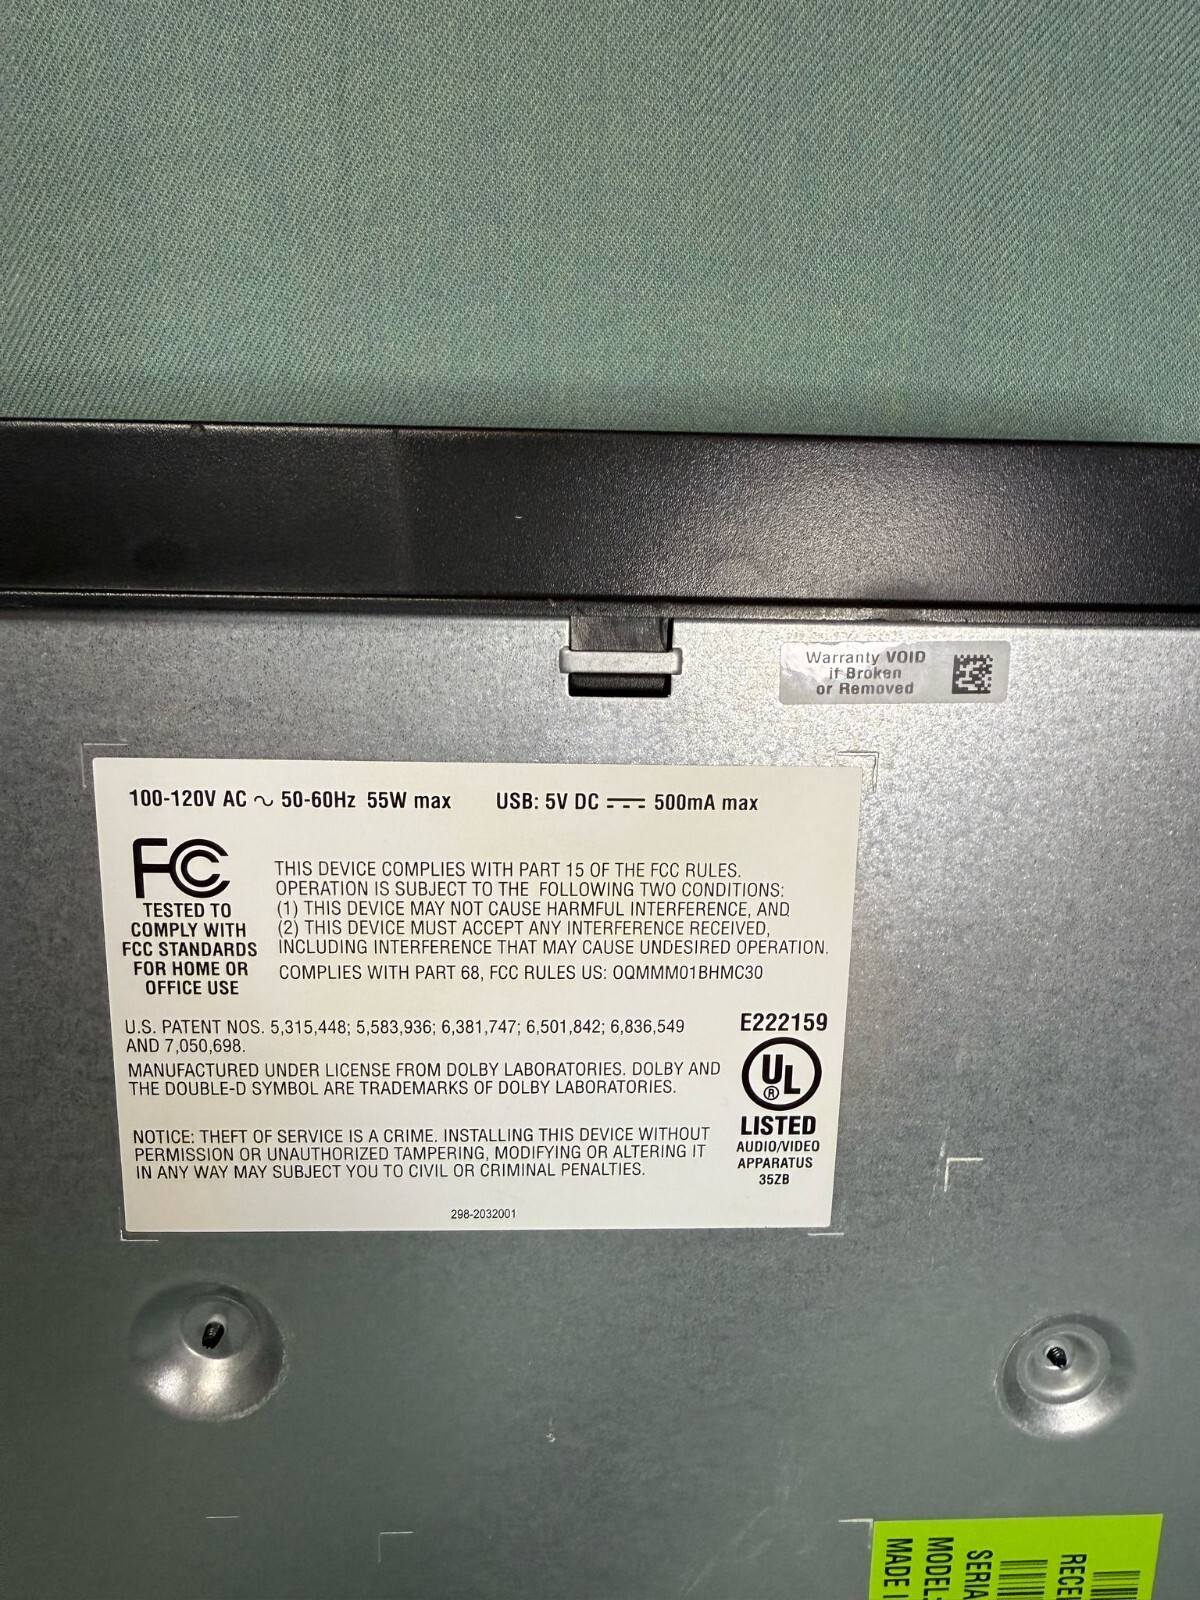 Warranty VOID
if Broken
or Removed
100-120V AC ~ 50-60Hz 55W max USB: 5V DC ⎓ 500mA max
FC
TESTED TO
COMPLY WITH
FCC STANDARDS
FOR HOME OR
OFFICE USE
THIS DEVICE COMPLIES WITH PART 15 OF THE FCC RULES.
OPERATION IS SUBJECT TO THE FOLLOWING TWO CONDITIONS:
(1) THIS DEVICE MAY NOT CAUSE HARMFUL INTERFERENCE, AND
(2) THIS DEVICE MUST ACCEPT ANY INTERFERENCE RECEIVED,
INCLUDING INTERFERENCE THAT MAY CAUSE UNDESIRED OPERATION.
COMPLIES WITH PART 68, FCC RULES US: OQMMM01BHMC30
U.S. PATENT NOS. 5,315,448; 5,583,936; 6,381,747; 6,501,842; 6,836,549
AND 7,050,698.
MANUFACTURED UNDER LICENSE FROM DOLBY LABORATORIES. DOLBY AND
THE DOUBLE-D SYMBOL ARE TRADEMARKS OF DOLBY LABORATORIES.
NOTICE: THEFT OF SERVICE IS A CRIME. INSTALLING THIS DEVICE WITHOUT
PERMISSION OR UNAUTHORIZED TAMPERING, MODIFYING OR ALTERING IT
IN ANY WAY MAY SUBJECT YOU TO CIVIL OR CRIMINAL PENALTIES.
E222159
UL
®
LISTED
AUDIO/VIDEO
APPARATUS
35ZB
298-2032001
RECEI
SERIA
MODEL:
MADE I